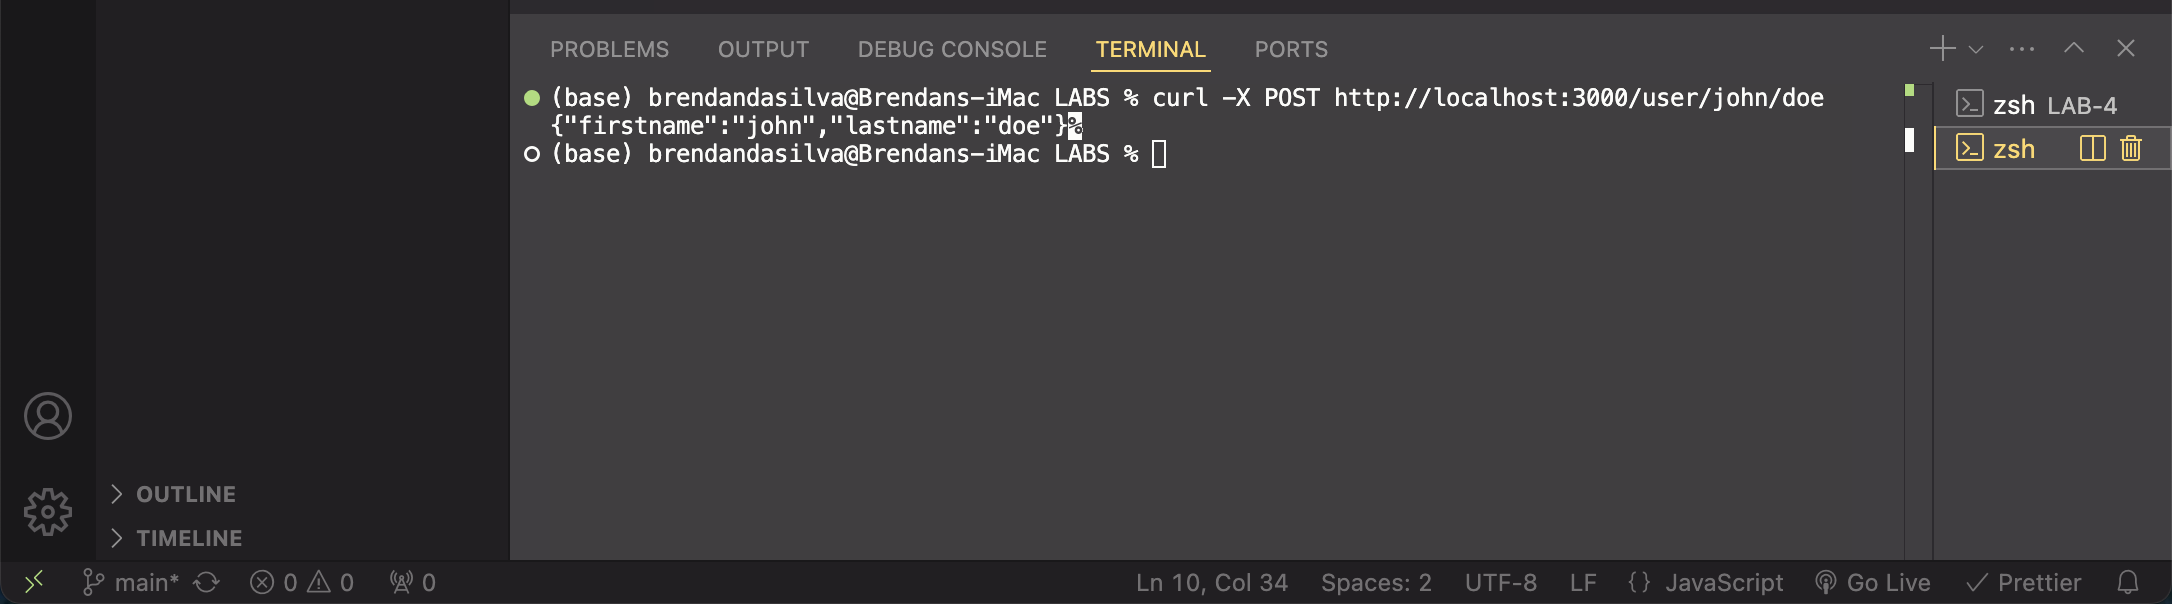 PROBLEMS OUTPUT DEBUG CONSOLE TERMINAL PORTS
(base) brendandasilva@Brendans-iMac LABS % curl -X POST http://localhost:3000/user/john/doe
{"firstname":"john","lastname":"doe"}%
(base) brendandasilva@Brendans-iMac LABS %
zsh LAB-4
zsh
OUTLINE
TIMELINE
main* 0 0 0 Ln 10, Col 34 Spaces: 2 UTF-8 LF {} JavaScript Go Live Prettier